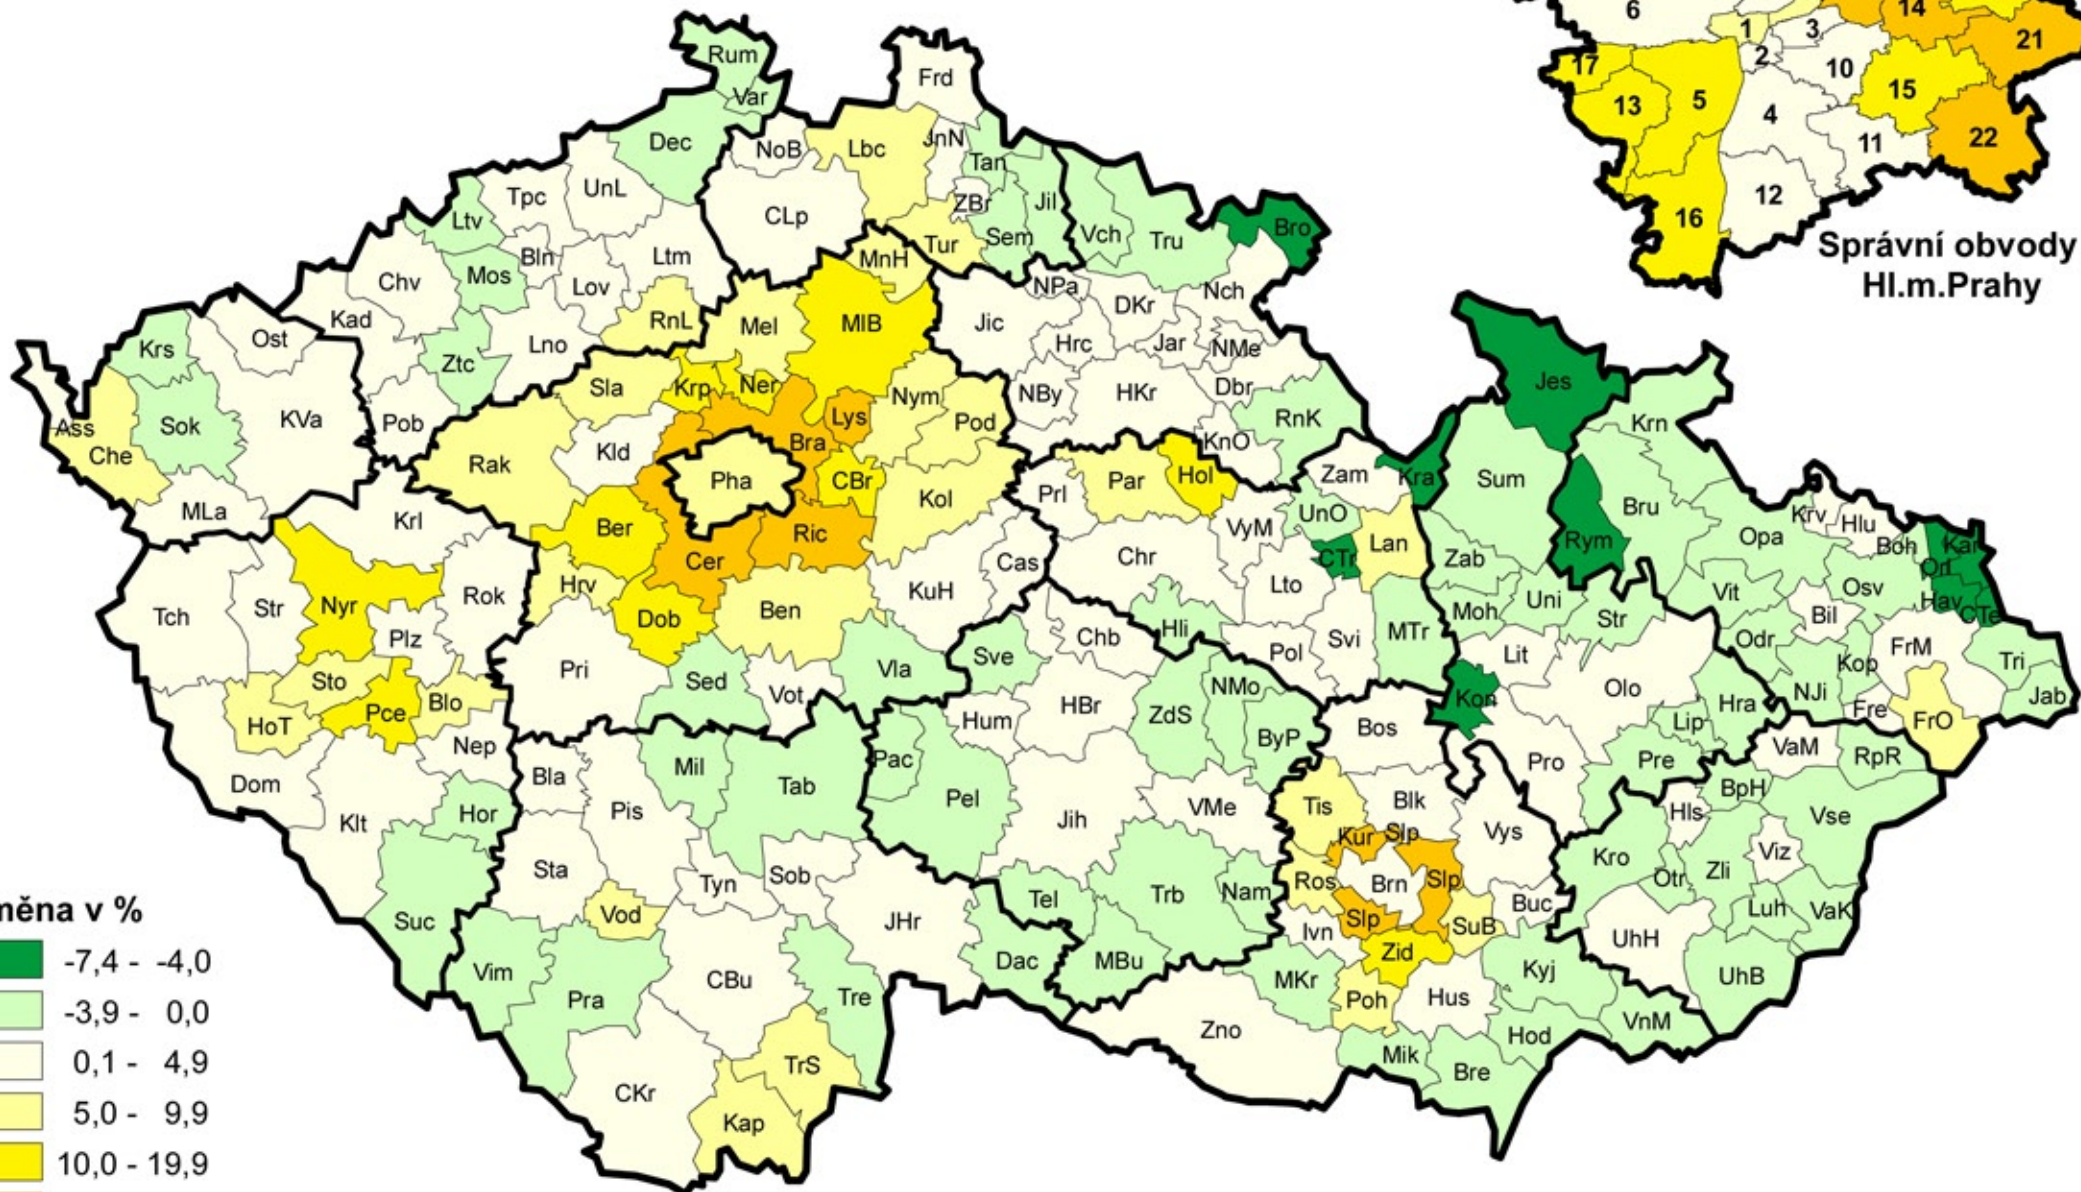 6
14
1
3
21
2
17
10
15
13
5
4
11
22
12
16
Správní obvody
Hl.m.Prahy
Rum
Var
Frd
Dec
NoB
Lbc
JnN
Tan
Tpc
UnL
ZBr
Jil
CLp
Ltv
Sem
Vch
Tru
Bro
Bln
Ltm
Tur
MnH
Mos
Chv
Lov
NPa
DKr
Nch
Kad
RnL
Mel
MlB
Jic
Ost
Krs
Lno
Hrc
Jar
NMe
Ztc
Sla
Krp
Ner
Nym
NBy
HKr
Dbr
Jes
KVa
Pob
Lys
Pod
RnK
Krn
Ass
Sok
Che
Kld
Bra
KnO
Rak
Pha
CBr
Kol
Prl
Par
Hol
Zam
Kra
Sum
MLa
Krl
Ber
Ric
VyM
UnO
Lan
Bru
Krv
Hlu
Rym
Opa
Boh
Kar
Cer
Chr
CTr
Zab
Orl
Cas
Hrv
KuH
Lto
Vit
Osv
Hav
CTe
Tch
Str
Nyr
Rok
Dob
Ben
Moh
Uni
Str
Bil
Plz
Hli
Chb
Pol
Svi
MTr
Odr
FrM
Sto
Pri
Sed
Vot
Vla
Sve
Lit
Kop
Tri
HoT
Pce
Blo
NMo
Kon
Olo
NJi
Jab
Hum
HBr
ZdS
ByP
Bos
Hra
Lip
Fre
FrO
Nep
Pac
Dom
Bla
Mil
Tab
Pel
Pro
Pre
VaM
RpR
Klt
Hor
Pis
Jih
VMe
Tis
Blk
Vys
BpH
Hls
Vse
Kur
Slp
Sta
Tyn
Sob
Ros
Brn
Slp
Kro
Otr
Zli
Viz
Suc
Vod
JHr
Tel
Trb
Nam
Slp
SuB
Buc
Luh
VaK
Ivn
Zid
UhH
Vim
Pra
CBu
Tre
Dac
MBu
MKr
Poh
Hus
Kyj
UhB
Zno
Hod
VnM
TrS
Mik
Bre
CKr
Kap
měna v %
-7,4 - -4,0
-3,9 - 0,0
0,1 - 4,9
5,0 - 9,9
10,0 - 19,9